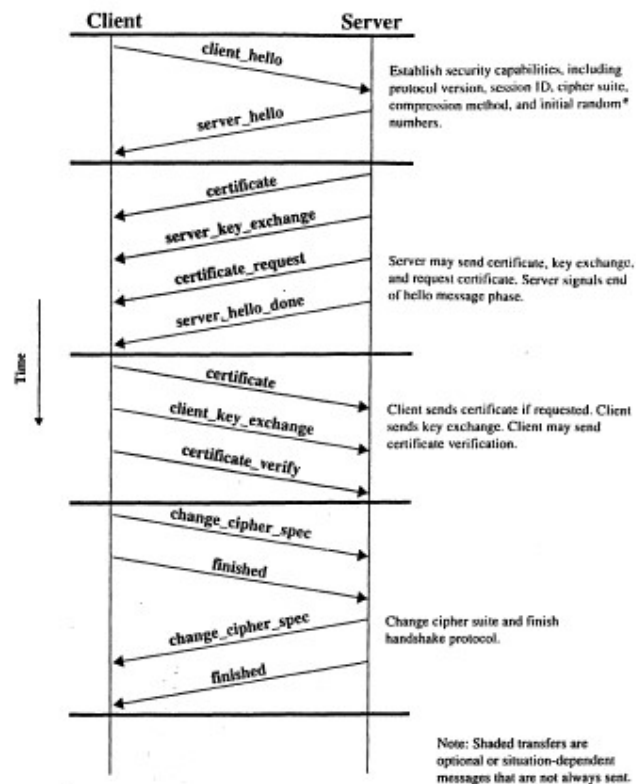 Client
Server
client_hello
server_hello
Establish security capabilities, including
protocol version, session ID, cipher suite,
compression method, and initial random*
numbers.
certificate
server_key_exchange
certificate_request
server_hello_done
Server may send certificate, key exchange,
and request certificate. Server signals end
of hello message phase.
Time
certificate
client_key_exchange
certificate_verify
Client sends certificate if requested. Client
sends key exchange. Client may send
certificate verification.
change_cipher_spec
finished
change_cipher_spec
finished
Change cipher suite and finish
handshake protocol.
Note: Shaded transfers are
optional or situation-dependent
messages that are not always sent.